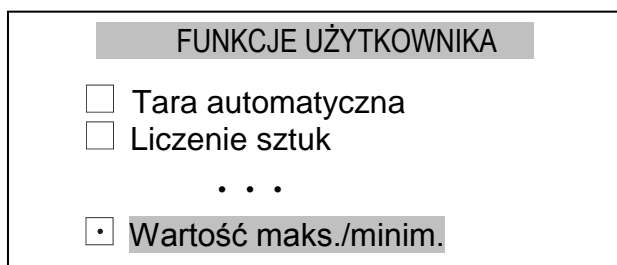 FUNKCJE UŻYTKOWNIKA
Tara automatyczna
Liczenie sztuk
. . .
Wartość maks./minim.